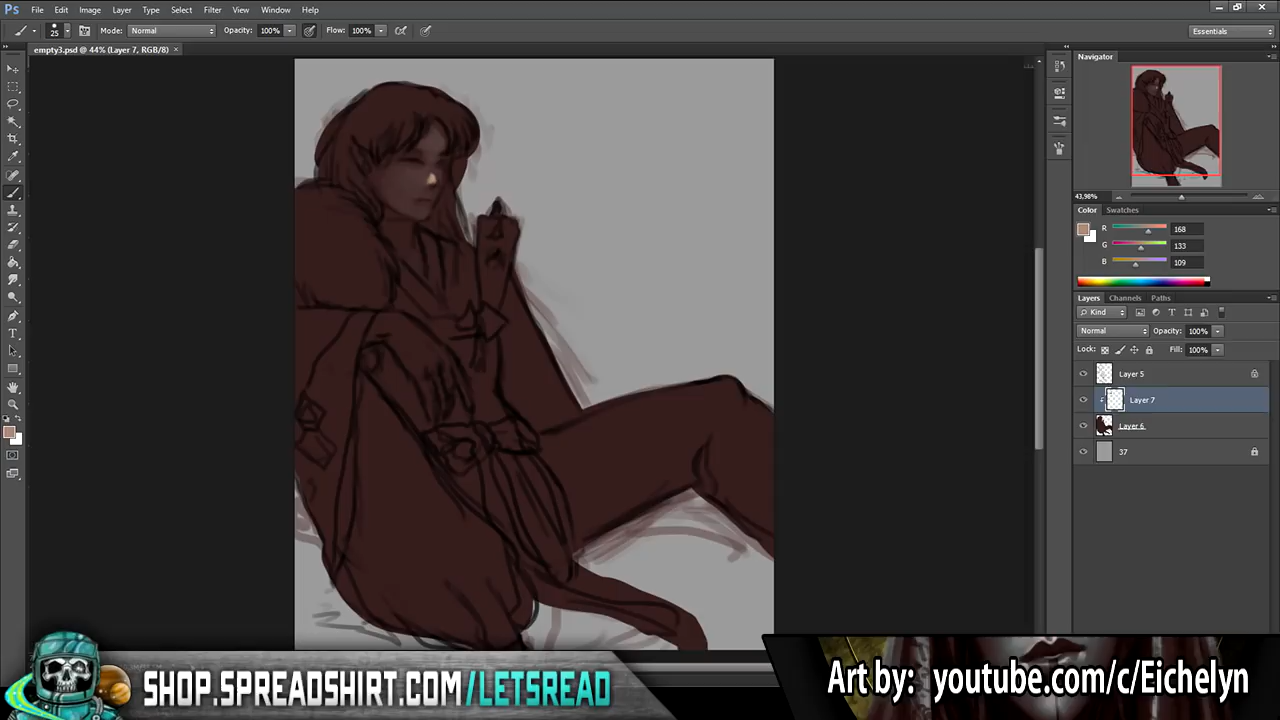 Ps File Edit Image Layer Type Select Filter View Window Help
25 Mode: Normal Opacity: 100% Flow: 100% Essentials
empty3.psd @ 44% (Layer 7, RGB/8) ×
Navigator
43,98%
Color Swatches
R 168
G 133
B 109
Layers Channels Paths
Kind
Normal Opacity: 100%
Lock: Fill: 100%
Layer 5
Layer 7
Layer 6
37
SHOP.SPREADSHIRT.COM/LETSREAD
Art by: youtube.com/c/Eichelyn